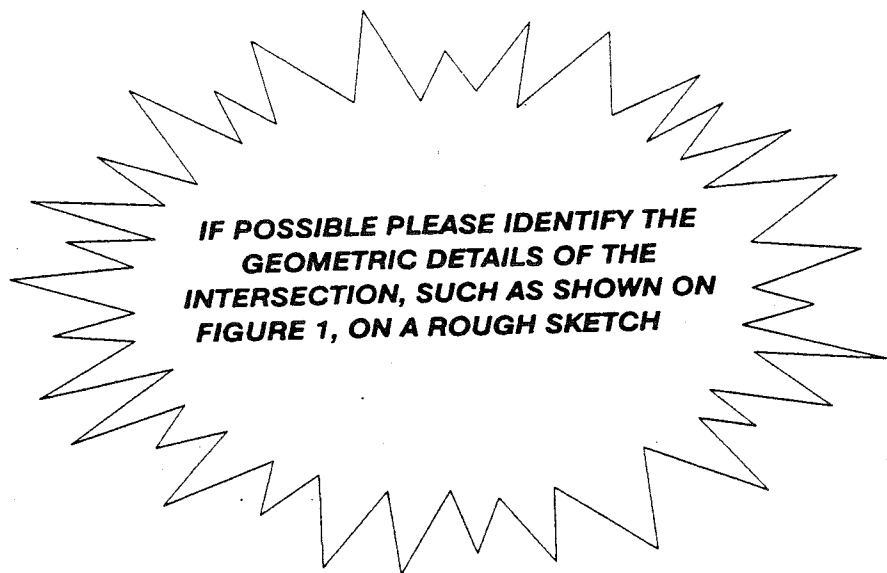 IF POSSIBLE PLEASE IDENTIFY THE
GEOMETRIC DETAILS OF THE
INTERSECTION, SUCH AS SHOWN ON
FIGURE 1, ON A ROUGH SKETCH